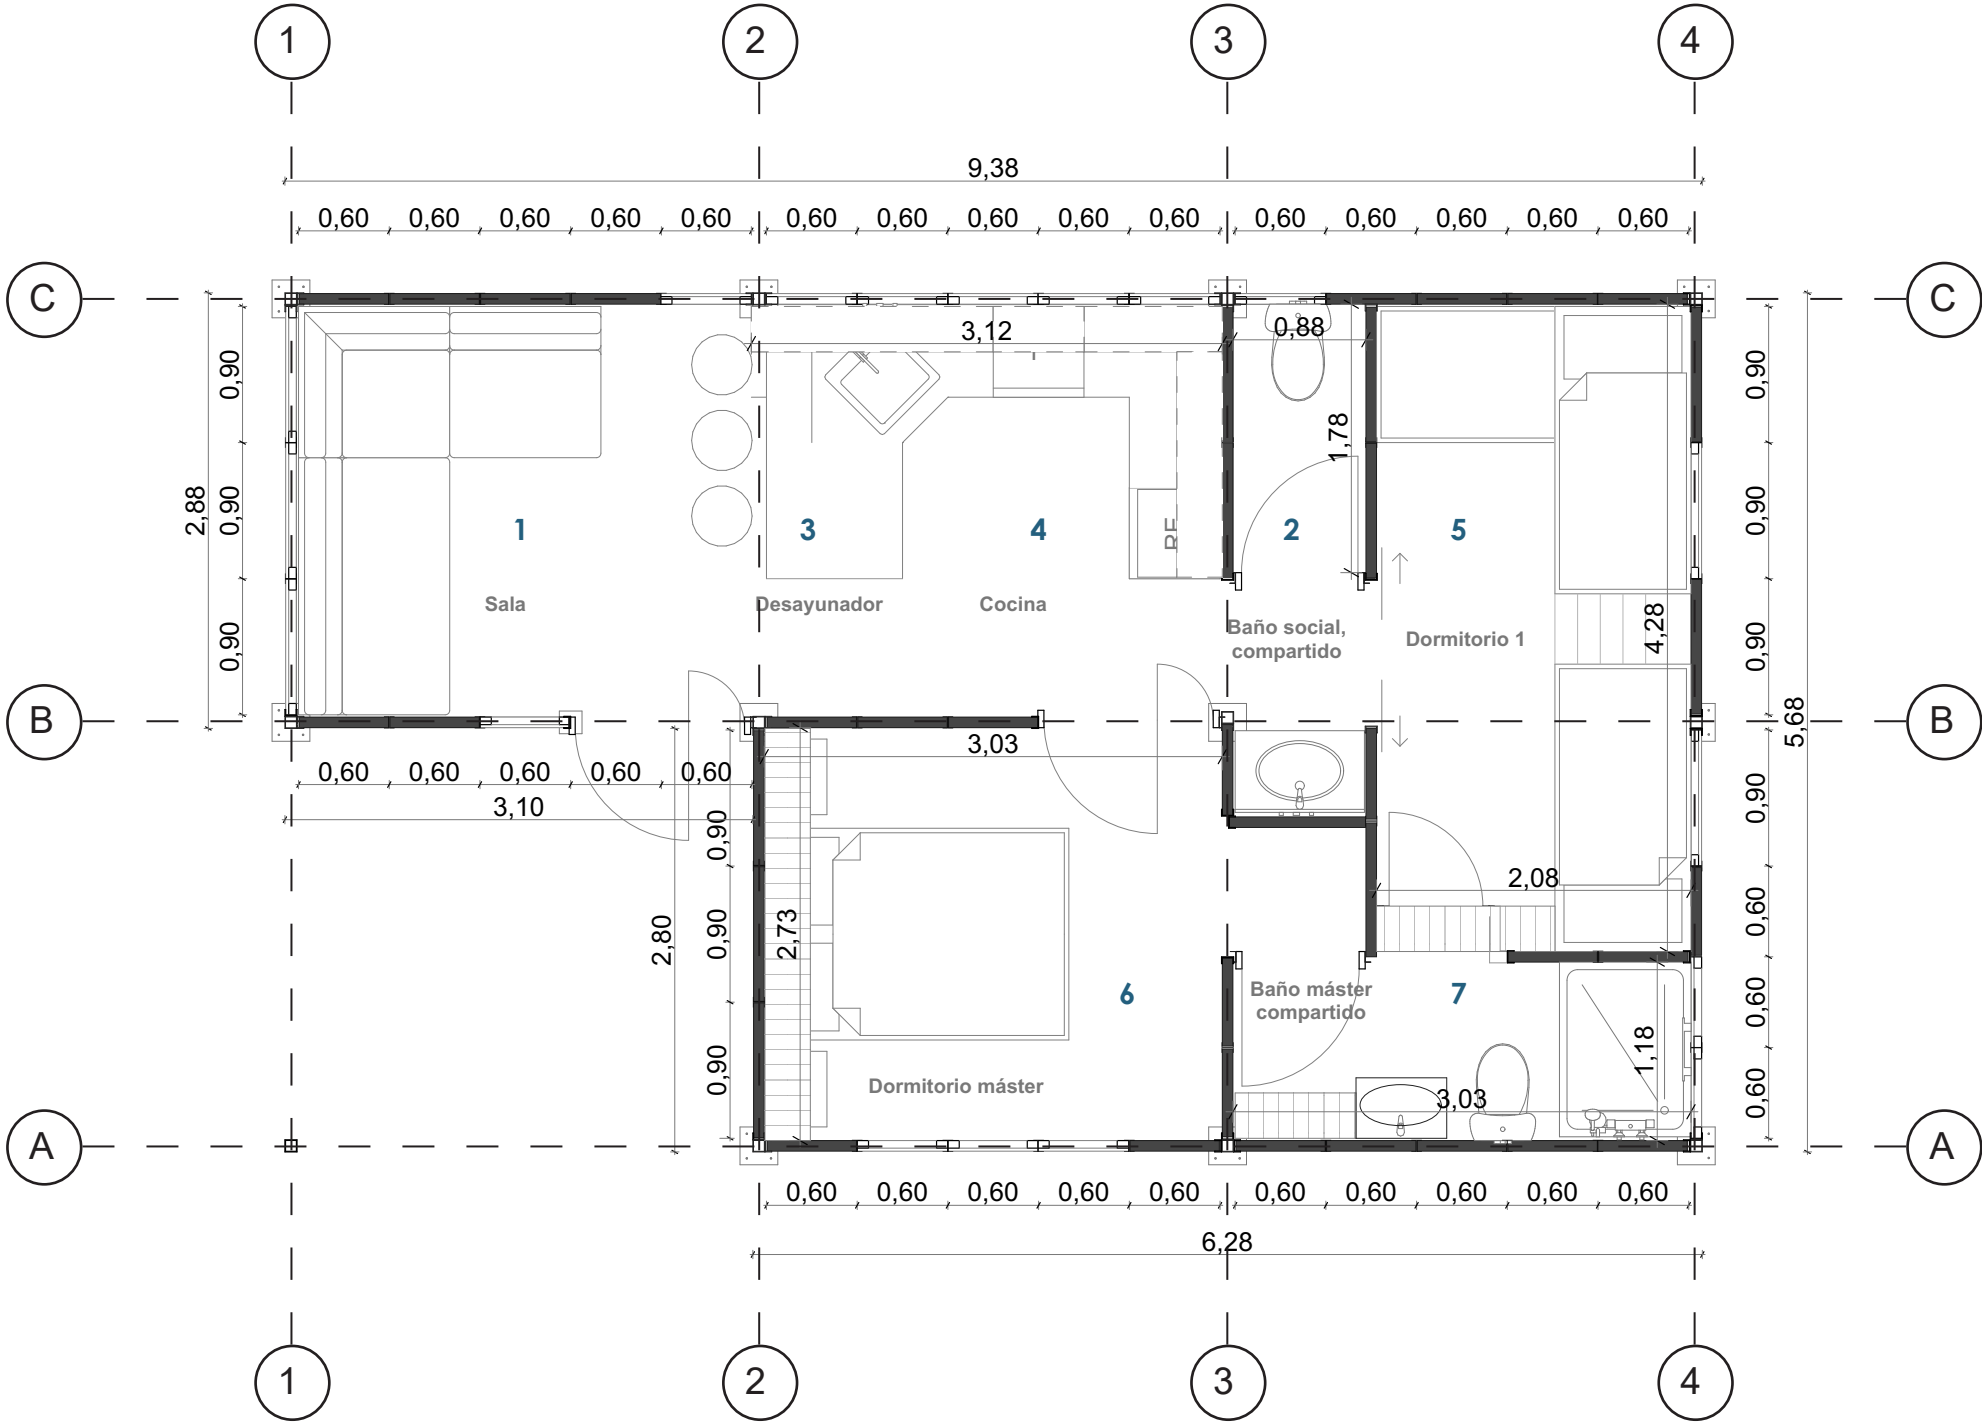 1 2 3 4
9,38
0,60 0,60 0,60 0,60 0,60 0,60 0,60 0,60 0,60 0,60 0,60 0,60 0,60 0,60 0,60
C C
3,12 0,88
0,90 0,90
1,78
2,88 0,90 0,90
1 3 4 RE 2 5
Sala Desayunador Cocina
Baño social,
compartido
Dormitorio 1
4,28
0,90 0,90
B B
5,68
3,03
0,60 0,60 0,60 0,60 0,60
3,10
0,90 0,90
2,08
2,80 0,90 2,73 0,60
6 7
Baño máster
compartido
0,60
1,18
0,90 0,60
Dormitorio máster
3,03
A A
0,60 0,60 0,60 0,60 0,60 0,60 0,60 0,60 0,60 0,60
6,28
1 2 3 4